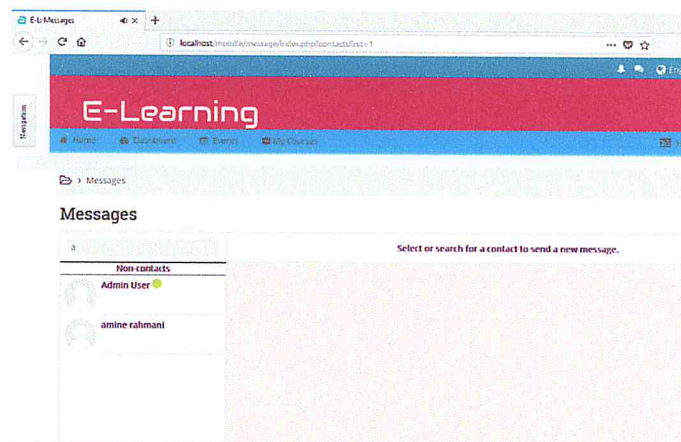 E-L: Messages
localhost/moodle/message/index.php?contactsfirst=1
Navigation
E-Learning
Home Dashboard Events My Courses
Messages
Messages
a
Select or search for a contact to send a new message.
Non-contacts
Admin User
amine rahmani